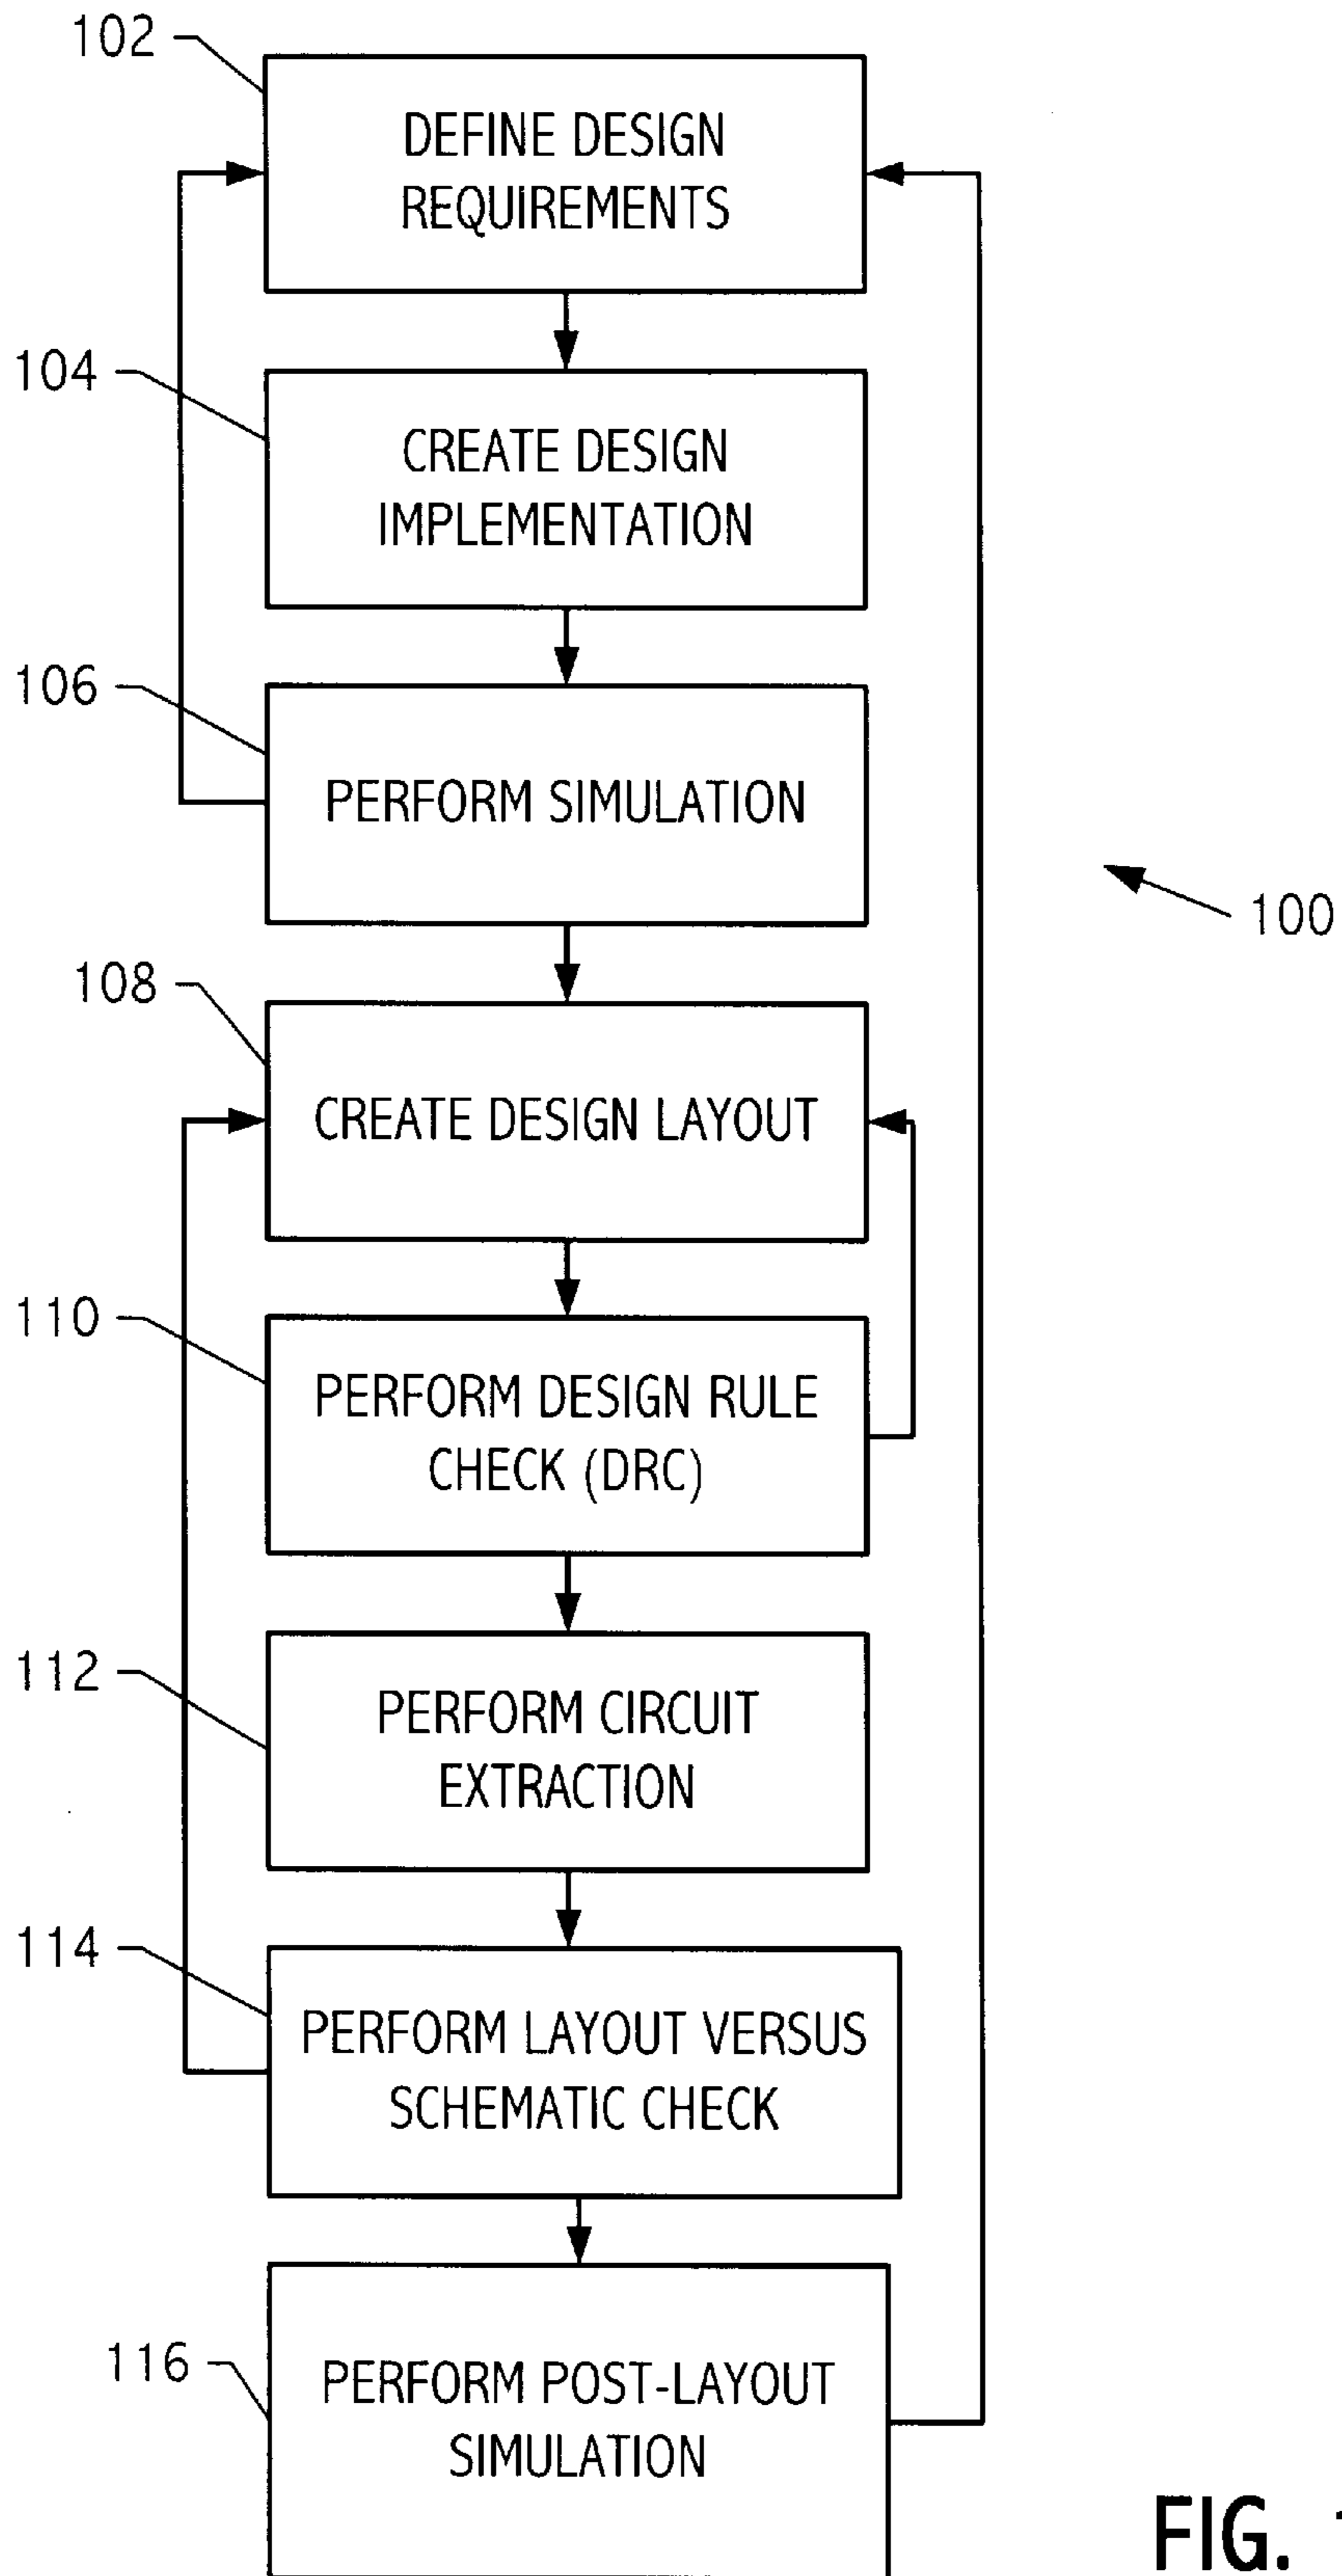 102
DEFINE DESIGN
REQUIREMENTS
104
CREATE DESIGN
IMPLEMENTATION
106
PERFORM SIMULATION
100
108
CREATE DESIGN LAYOUT
110
PERFORM DESIGN RULE
CHECK (DRC)
112
PERFORM CIRCUIT
EXTRACTION
114
PERFORM LAYOUT VERSUS
SCHEMATIC CHECK
116
PERFORM POST-LAYOUT
SIMULATION
FIG.